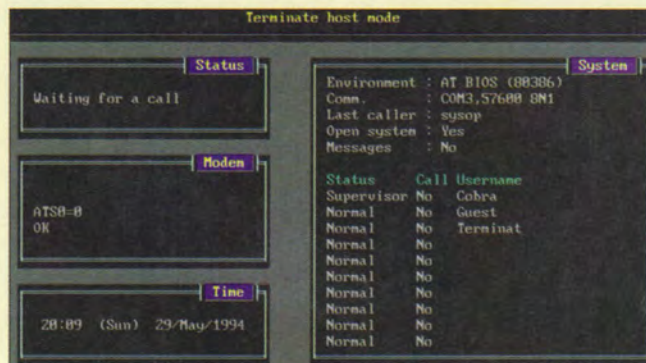 Terminate host mode
Status
Waiting for a call
Modem
ATS0=0
OK
Time
20:09 (Sun) 29/May/1994
System
Environment : AT BIOS (80386)
Comm. : COM3,57600 8N1
Last caller : sysop
Open system : Yes
Messages : No
Status Call Username
Supervisor No Cobra
Normal No Guest
Normal No Terminat
Normal No
Normal No
Normal No
Normal No
Normal No
Normal No
Normal No